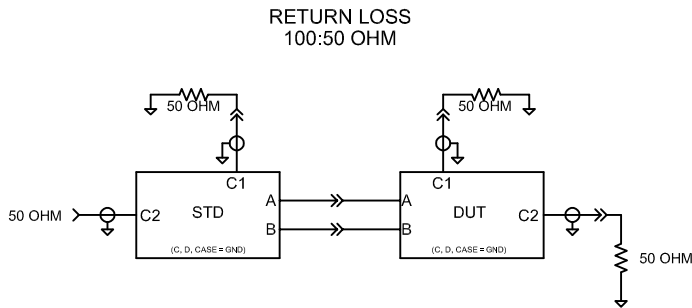 RETURN LOSS
100:50 OHM
50 OHM
50 OHM
C1
C1
50 OHM
C2
STD
A
B
(C, D, CASE = GND)
A
B
DUT
C2
(C, D, CASE = GND)
50 OHM